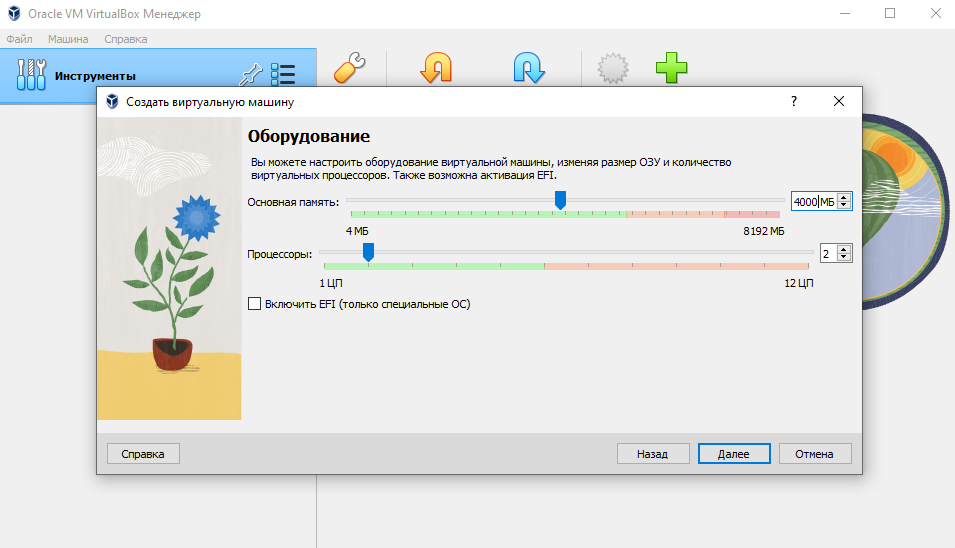 Oracle VM VirtualBox Менеджер
Файл Машина Справка
Инструменты
Создать виртуальную машину
?
Оборудование
Вы можете настроить оборудование виртуальной машины, изменяя размер ОЗУ и количество
виртуальных процессоров. Также возможна активация EFI.
Основная память: 4000 МБ
4 МБ 8192 МБ
Процессоры: 2
1 ЦП 12 ЦП
Включить EFI (только специальные ОС)
Справка Назад Далее Отмена